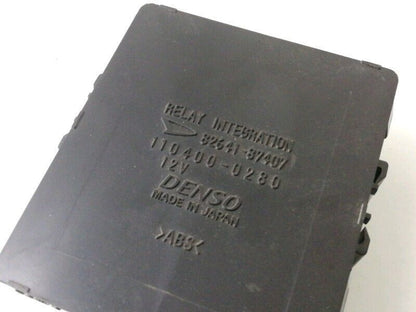 RELAY INTEGRATION
82641-87407
110400-0280
12V
DENSO
MADE IN JAPAN
>ABS<